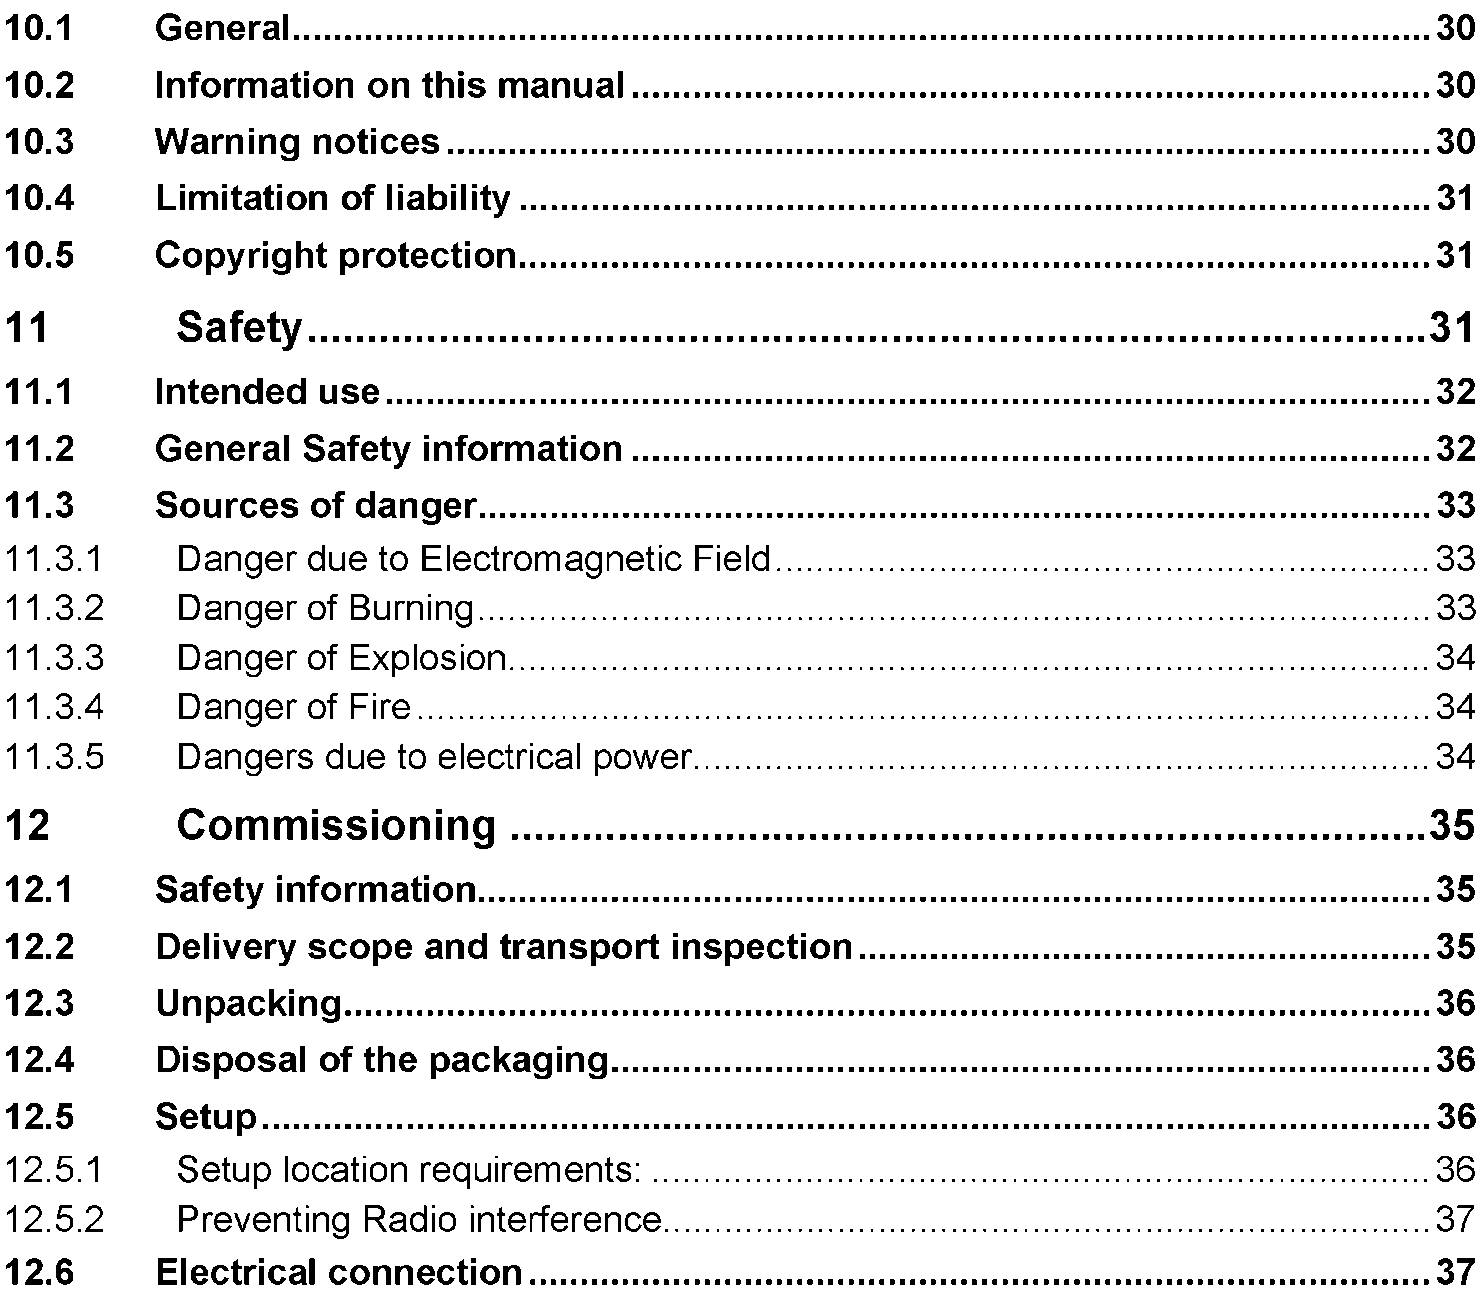 10.1 General........................................................................................................30
10.2 Information on this manual........................................................................30
10.3 Warning notices..........................................................................................30
10.4 Limitation of liability...................................................................................31
10.5 Copyright protection...................................................................................31
11 Safety..............................................................................................31
11.1 Intended use................................................................................................32
11.2 General Safety information........................................................................32
11.3 Sources of danger.......................................................................................33
11.3.1 Danger due to Electromagnetic Field..........................................................33
11.3.2 Danger of Burning.......................................................................................33
11.3.3 Danger of Explosion....................................................................................34
11.3.4 Danger of Fire.............................................................................................34
11.3.5 Dangers due to electrical power..................................................................34
12 Commissioning..............................................................................35
12.1 Safety information.......................................................................................35
12.2 Delivery scope and transport inspection....................................................35
12.3 Unpacking...................................................................................................36
12.4 Disposal of the packaging..........................................................................36
12.5 Setup...........................................................................................................36
12.5.1 Setup location requirements:......................................................................36
12.5.2 Preventing Radio interference.....................................................................37
12.6 Electrical connection..................................................................................37